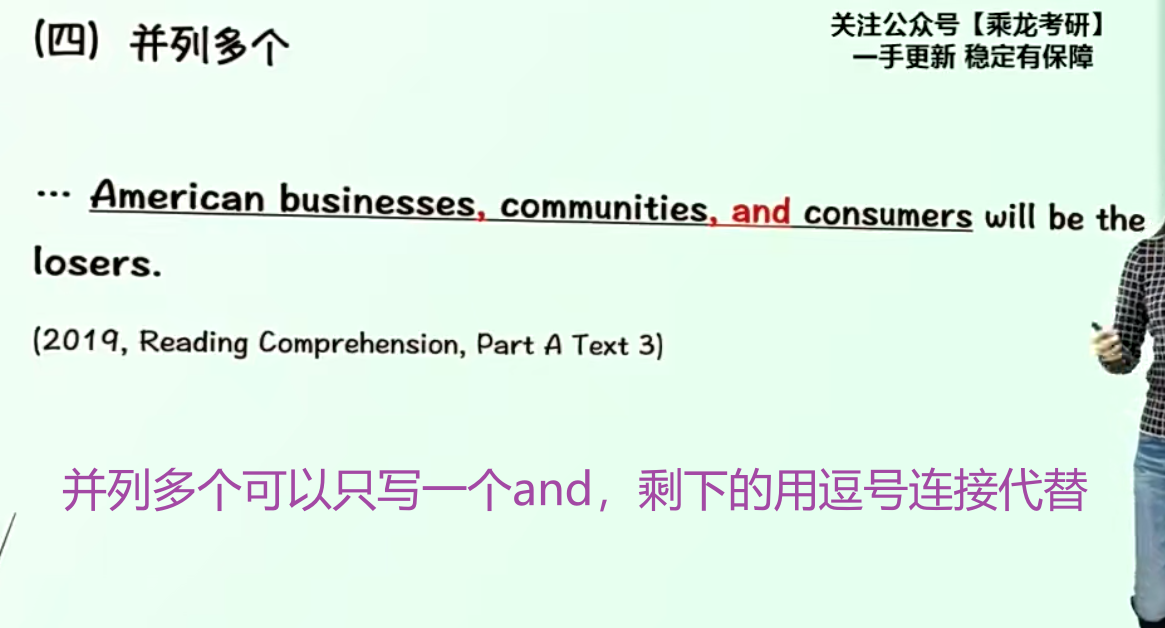 (四) 并列多个
关注公众号【乘龙考研】
一手更新 稳定有保障
... American businesses, communities, and consumers will be the
losers.
(2019, Reading Comprehension, Part A Text 3)
并列多个可以只写一个and，剩下的用逗号连接代替